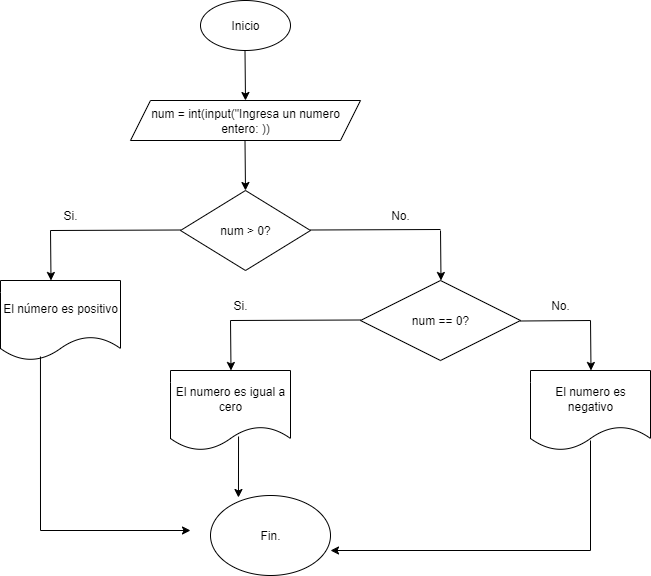 Inicio
num = int(input("Ingresa un numero
entero: ))
Si.
No.
num > 0?
El número es positivo
Si.
No.
num == 0?
El numero es igual a
cero
El numero es
negativo
Fin.